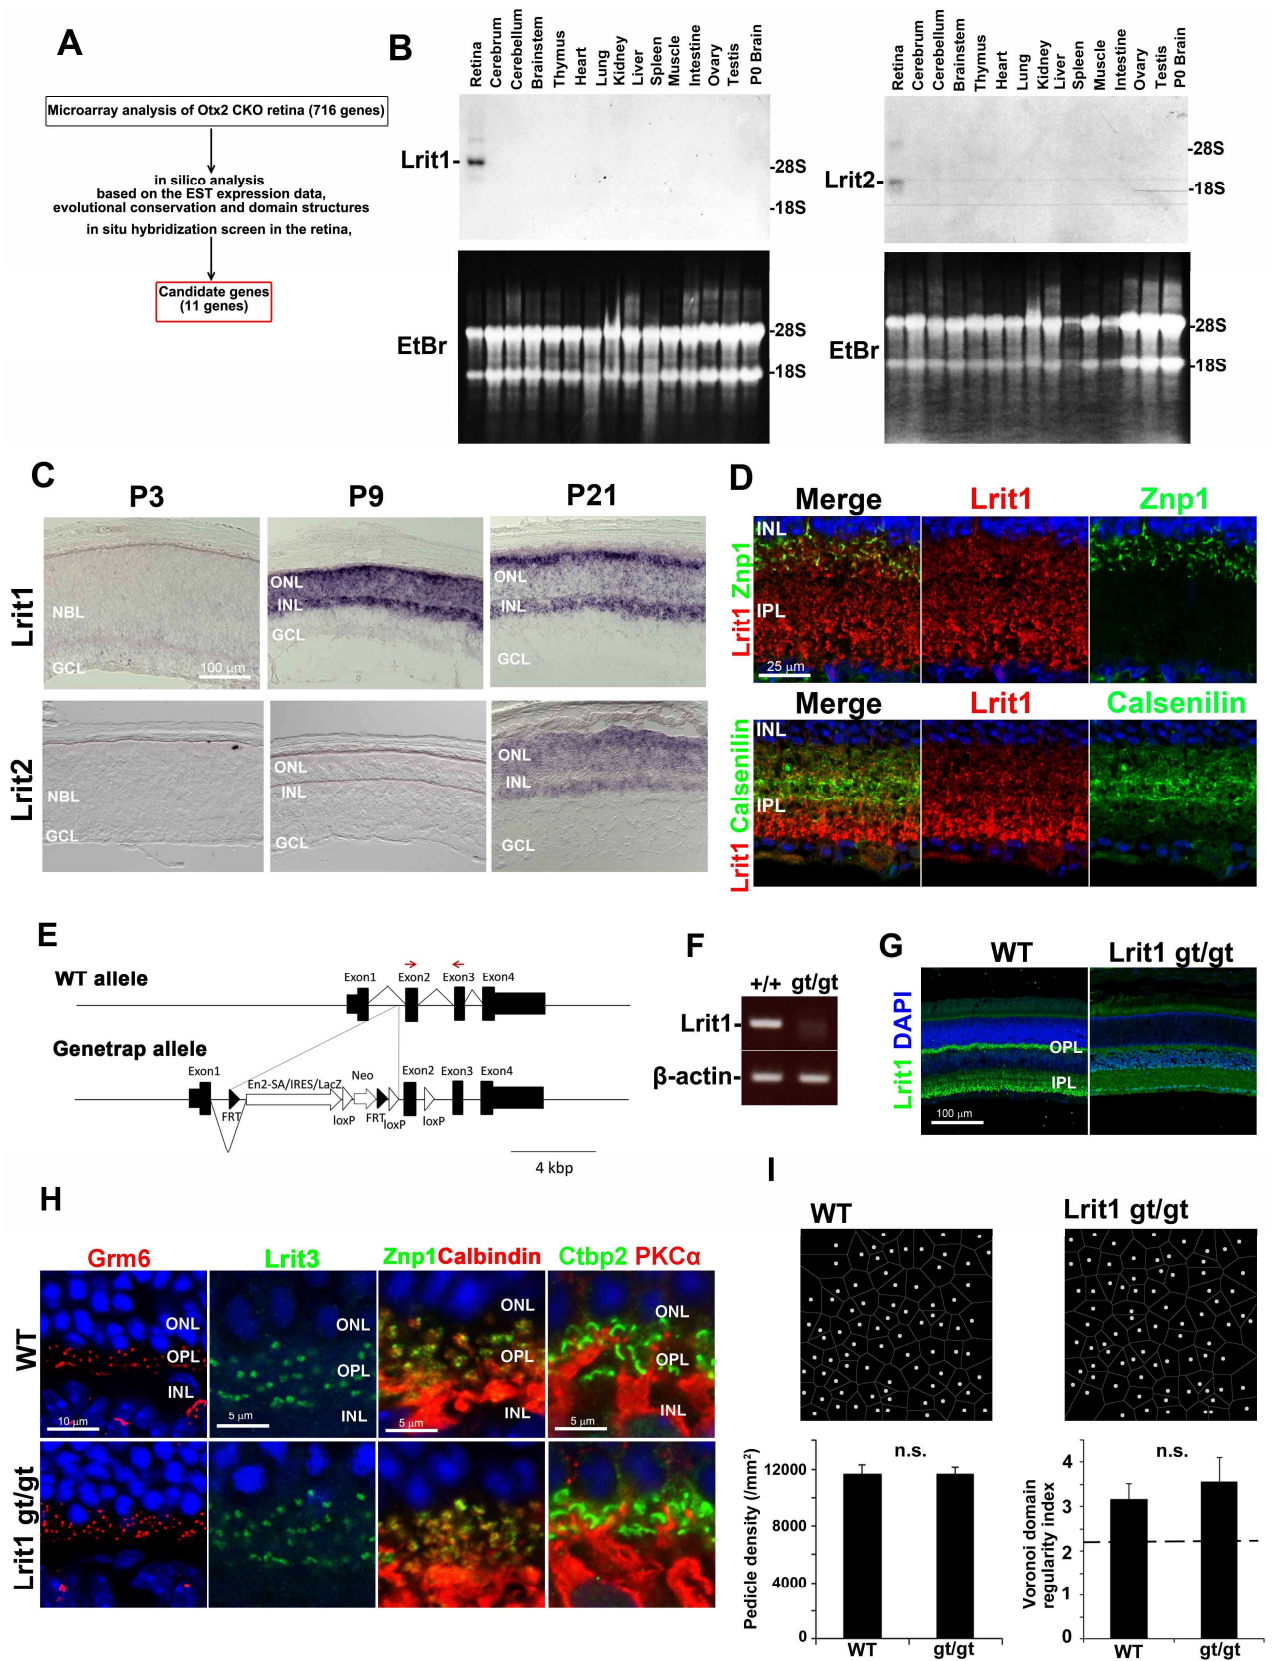 A
Microarray analysis of Otx2 CKO retina (716 genes)
in silico analysis
based on the EST expression data,
evolutional conservation and domain structures
in situ hybridization screen in the retina,
Candidate genes
(11 genes)
B
Retina
Cerebrum
Cerebellum
Brainstem
Thymus
Heart
Lung
Kidney
Liver
Spleen
Muscle
Intestine
Ovary
Testis
P0 Brain
Lrit1-
-28S
-18S
EtBr
-28S
-18S
Retina
Cerebrum
Cerebellum
Brainstem
Thymus
Heart
Lung
Kidney
Liver
Spleen
Muscle
Intestine
Ovary
Testis
P0 Brain
Lrit2-
-28S
-18S
EtBr
-28S
-18S
C
P3 P9 P21
Lrit1
NBL
GCL
100 µm
ONL
INL
GCL
ONL
INL
GCL
Lrit2
NBL
GCL
ONL
INL
GCL
ONL
INL
GCL
D
Merge Lrit1 Znp1
Lrit1 Znp1
INL
IPL
25 µm
Merge Lrit1 Calsenilin
Lrit1 Calsenilin
INL
IPL
E
WT allele
Exon1 Exon2 Exon3 Exon4
Genetrap allele
Exon1 En2-SA/IRES/LacZ Neo Exon2 Exon3 Exon4
FRT loxP FRT loxP loxP
4 kbp
F
+/+ gt/gt
Lrit1-
β-actin-
G
WT Lrit1 gt/gt
Lrit1 DAPI
OPL
IPL
100 µm
H
Grm6 Lrit3 Znp1Calbindin Ctbp2 PKCα
WT
ONL
OPL
INL
10 µm
ONL
OPL
INL
5 µm
ONL
OPL
INL
5 µm
ONL
OPL
INL
5 µm
Lrit1 gt/gt
I
WT Lrit1 gt/gt
Pedicle density (/mm²)
12000
8000
4000
0
n.s.
WT gt/gt
Voronoi domain
regularity index
4
3
2
1
0
n.s.
WT gt/gt